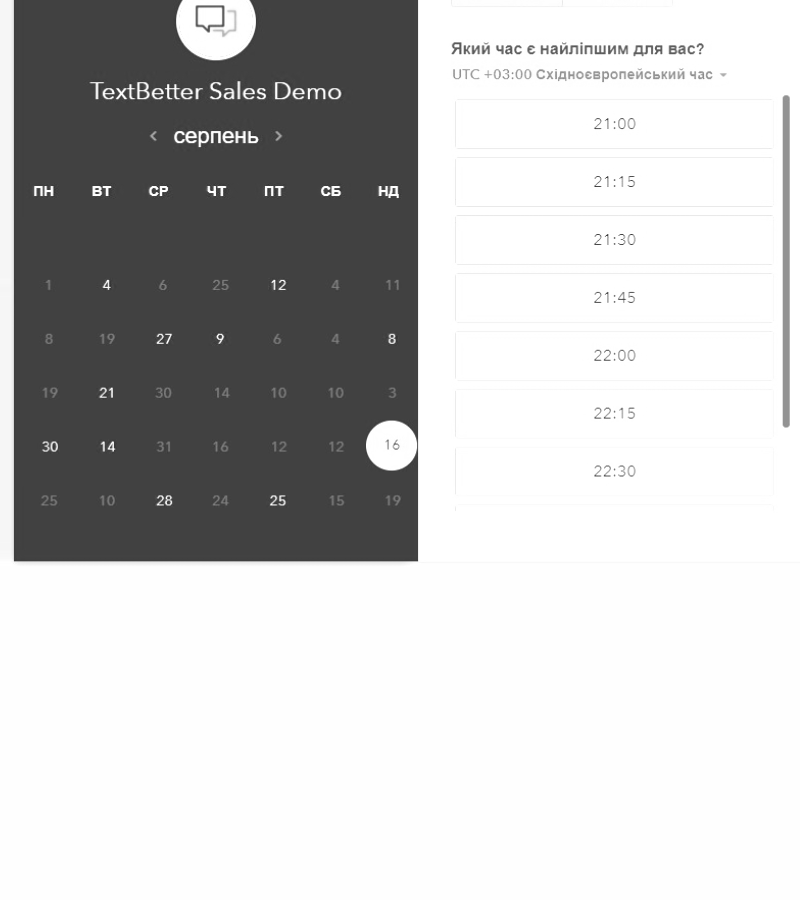 TextBetter Sales Demo
< серпень >
ПН ВТ СР ЧТ ПТ СБ НД
1 4 6 25 12 4 11
8 19 27 9 6 4 8
19 21 30 14 10 10 3
30 14 31 16 12 12 16
25 10 28 24 25 15 19
Який час є найліпшим для вас?
UTC +03:00 Східноєвропейський час
21:00
21:15
21:30
21:45
22:00
22:15
22:30